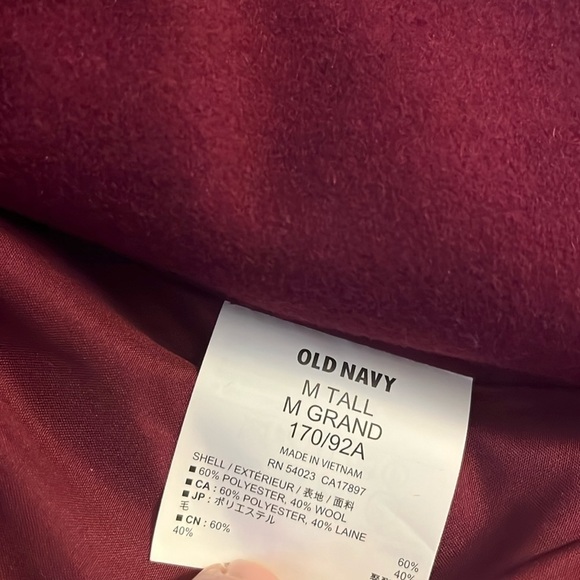 OLD NAVY
M TALL
M GRAND
170/92A
MADE IN VIETNAM
RN 54023 CA17897
SHELL / EXTÉRIEUR / 表地 / 面料
■ 60% POLYESTER, 40% WOOL
■ CA : 60% POLYESTER, 40% LAINE
■ JP : ポリエステル 60%
毛 40%
■ CN : 60%
40%